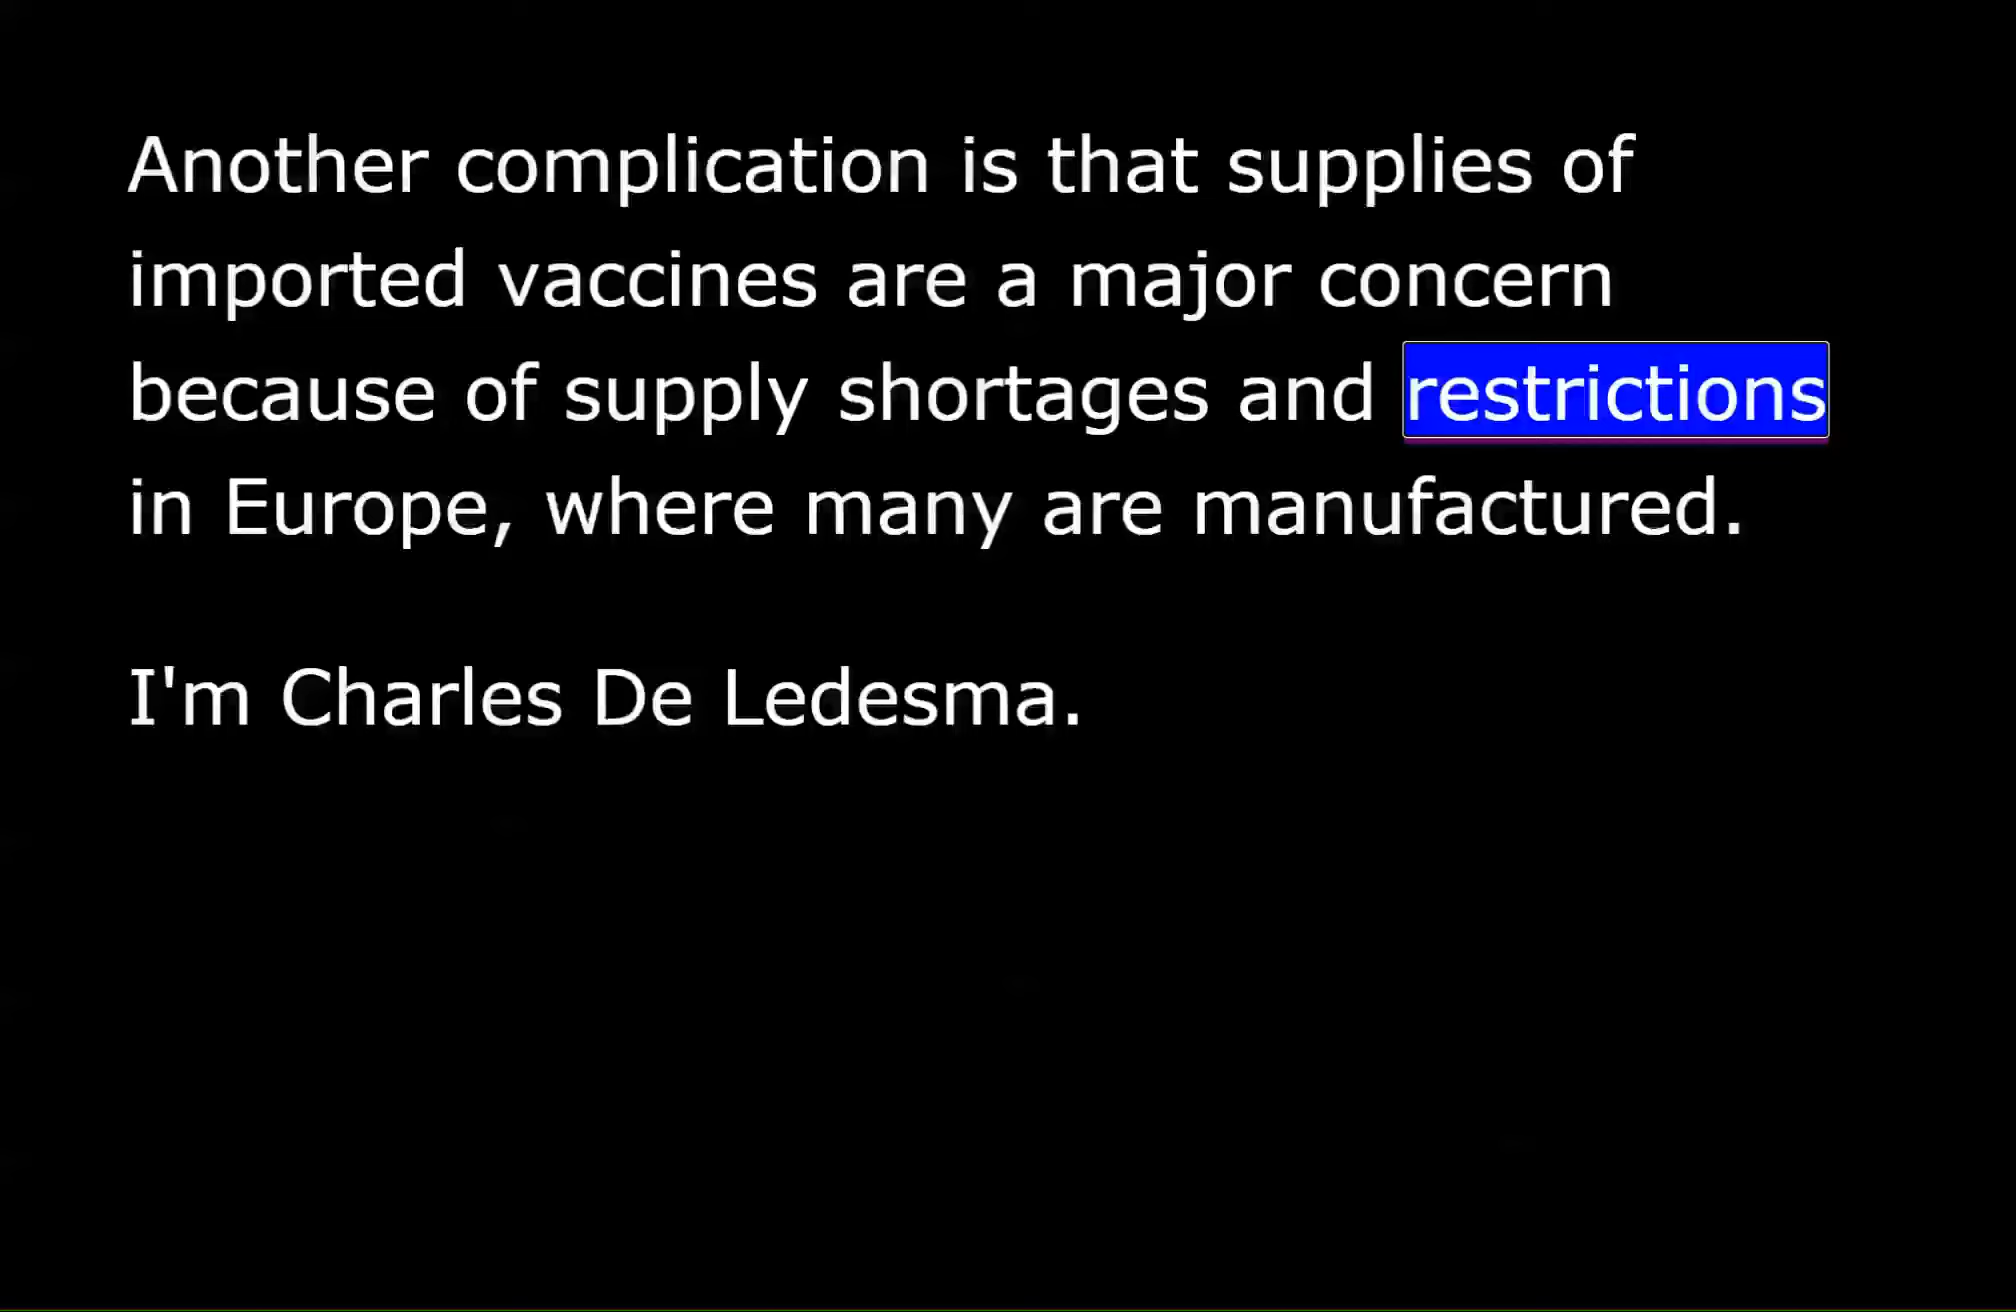 Another complication is that supplies of
imported vaccines are a major concern
because of supply shortages and restrictions
in Europe, where many are manufactured.
I'm Charles De Ledesma.